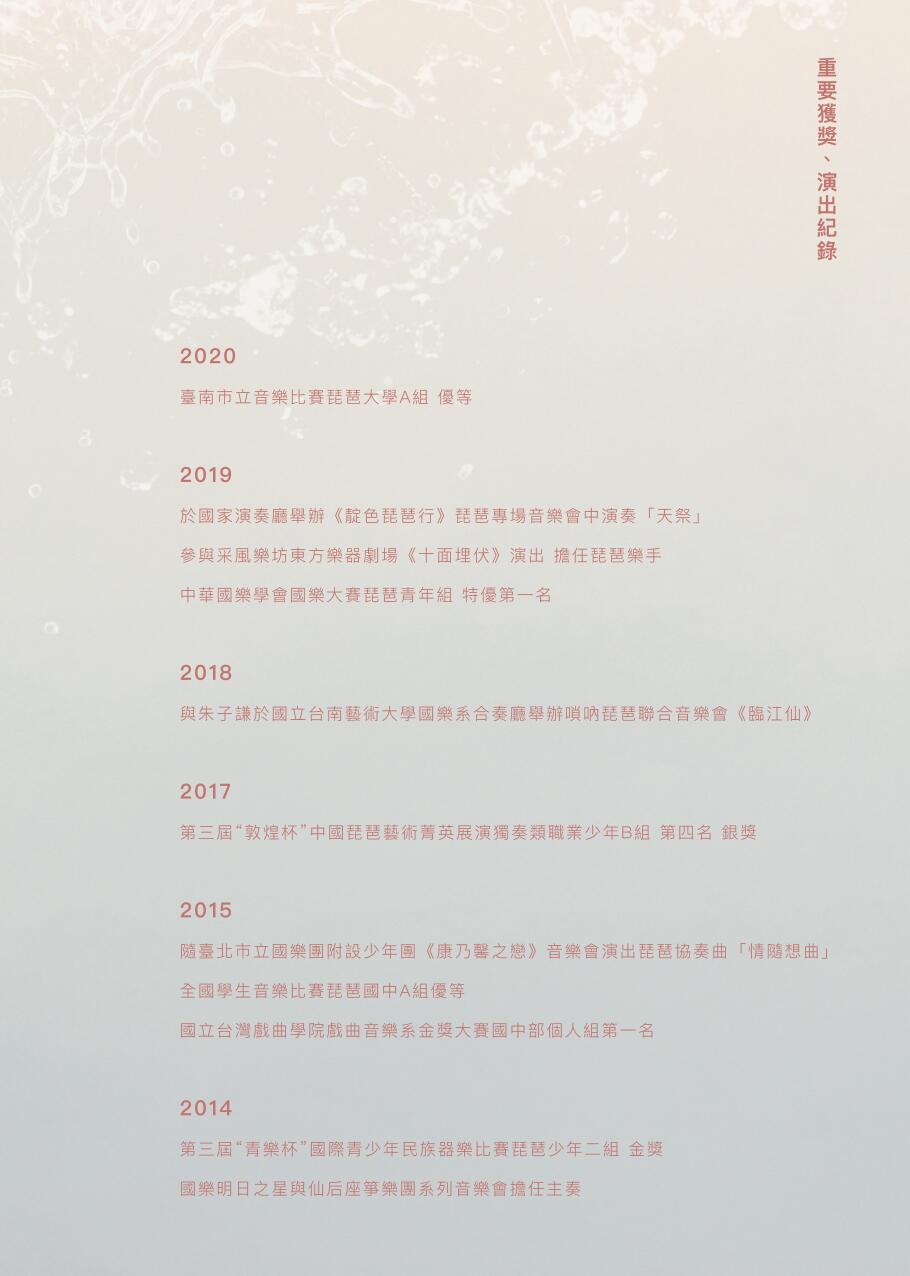 重要獲獎、演出紀錄
2020
臺南市立音樂比賽琵琶大學A組 優等
2019
於國家演奏廳舉辦《靛色琵琶行》琵琶專場音樂會中演奏「天祭」
參與采風樂坊東方樂器劇場《十面埋伏》演出 擔任琵琶樂手
中華國樂學會國樂大賽琵琶青年組 特優第一名
2018
與朱子謙於國立台南藝術大學國樂系合奏廳舉辦嗩吶琵琶聯合音樂會《臨江仙》
2017
第三屆“敦煌杯”中國琵琶藝術菁英展演獨奏類職業少年B組 第四名 銀獎
2015
隨臺北市立國樂團附設少年團《康乃馨之戀》音樂會演出琵琶協奏曲「情隨想曲」
全國學生音樂比賽琵琶國中A組優等
國立台灣戲曲學院戲曲音樂系金獎大賽國中部個人組第一名
2014
第三屆“青樂杯”國際青少年民族器樂比賽琵琶少年二組 金獎
國樂明日之星與仙后座箏樂團系列音樂會擔任主奏